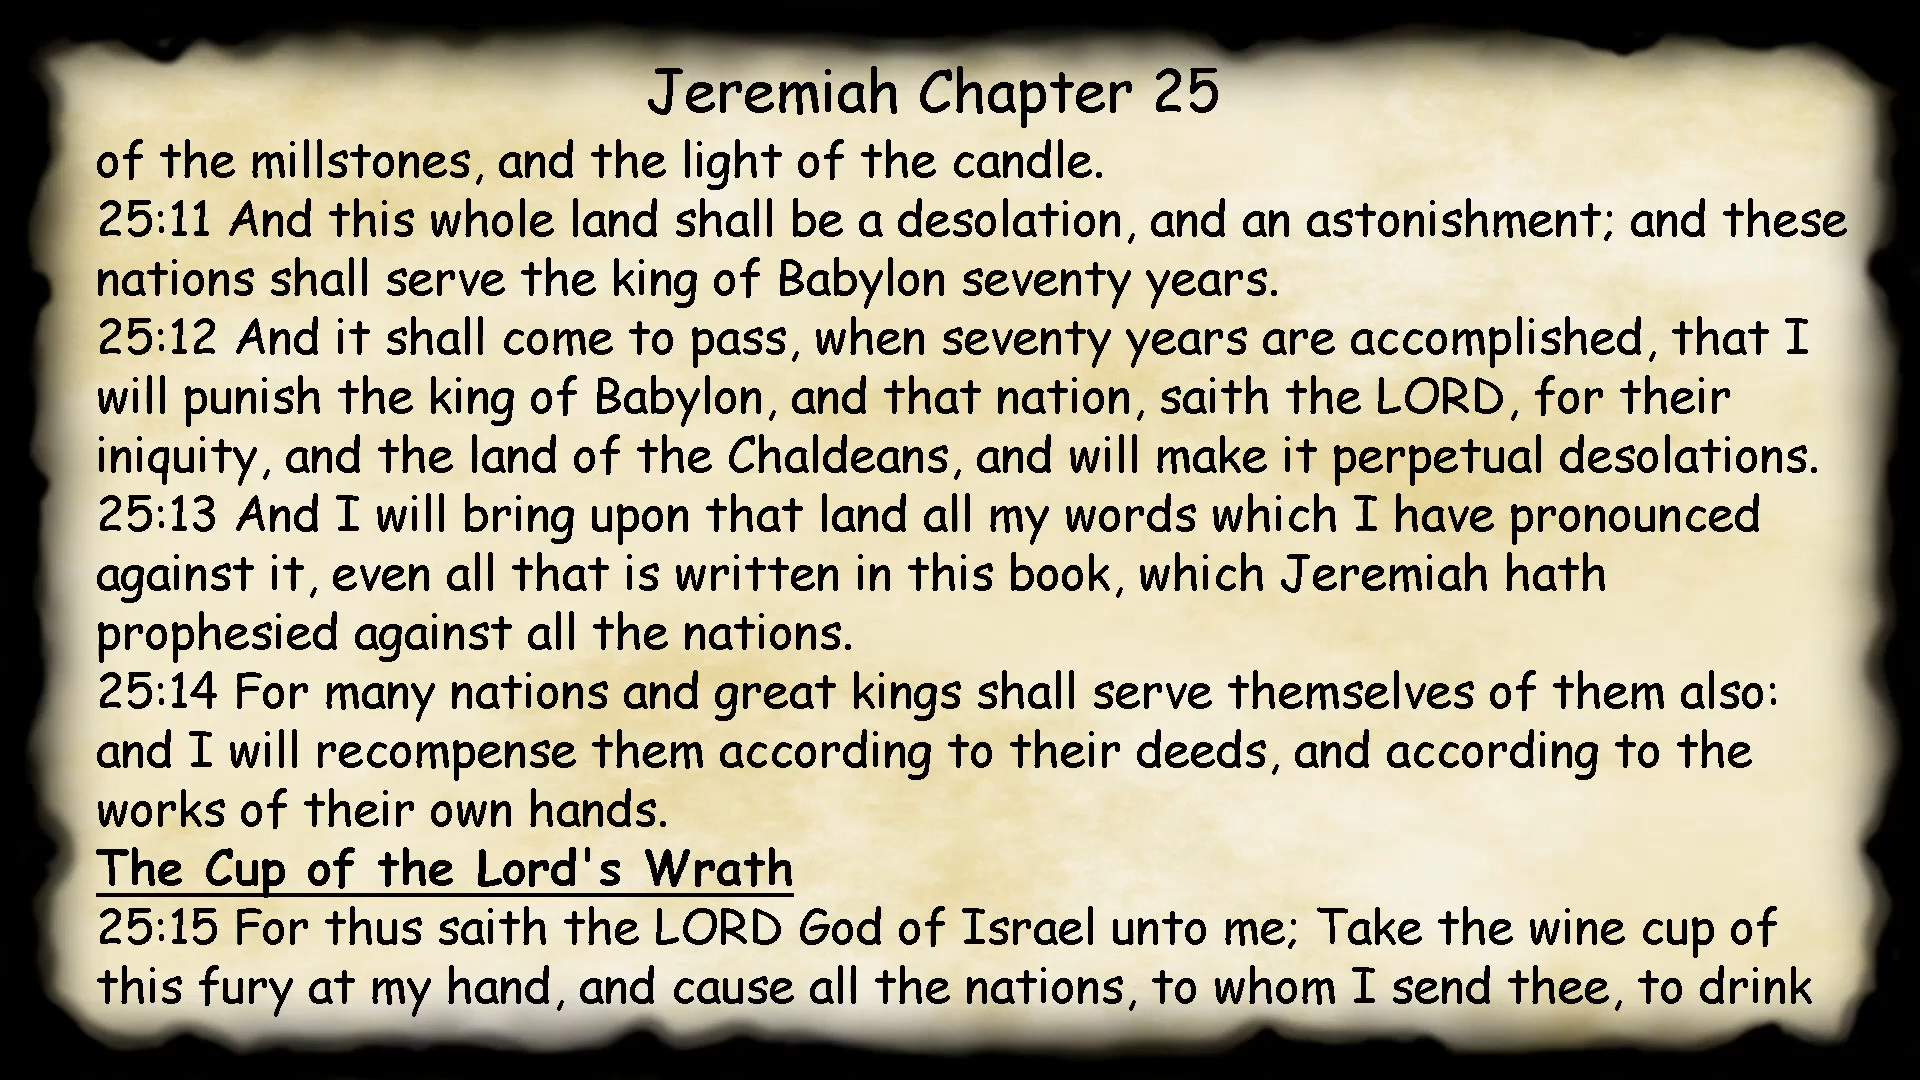 Jeremiah Chapter 25
of the millstones, and the light of the candle.
25:11 And this whole land shall be a desolation, and an astonishment; and these
nations shall serve the king of Babylon seventy years.
25:12 And it shall come to pass, when seventy years are accomplished, that I
will punish the king of Babylon, and that nation, saith the LORD, for their
iniquity, and the land of the Chaldeans, and will make it perpetual desolations.
25:13 And I will bring upon that land all my words which I have pronounced
against it, even all that is written in this book, which Jeremiah hath
prophesied against all the nations.
25:14 For many nations and great kings shall serve themselves of them also:
and I will recompense them according to their deeds, and according to the
works of their own hands.
The Cup of the Lord's Wrath
25:15 For thus saith the LORD God of Israel unto me; Take the wine cup of
this fury at my hand, and cause all the nations, to whom I send thee, to drink